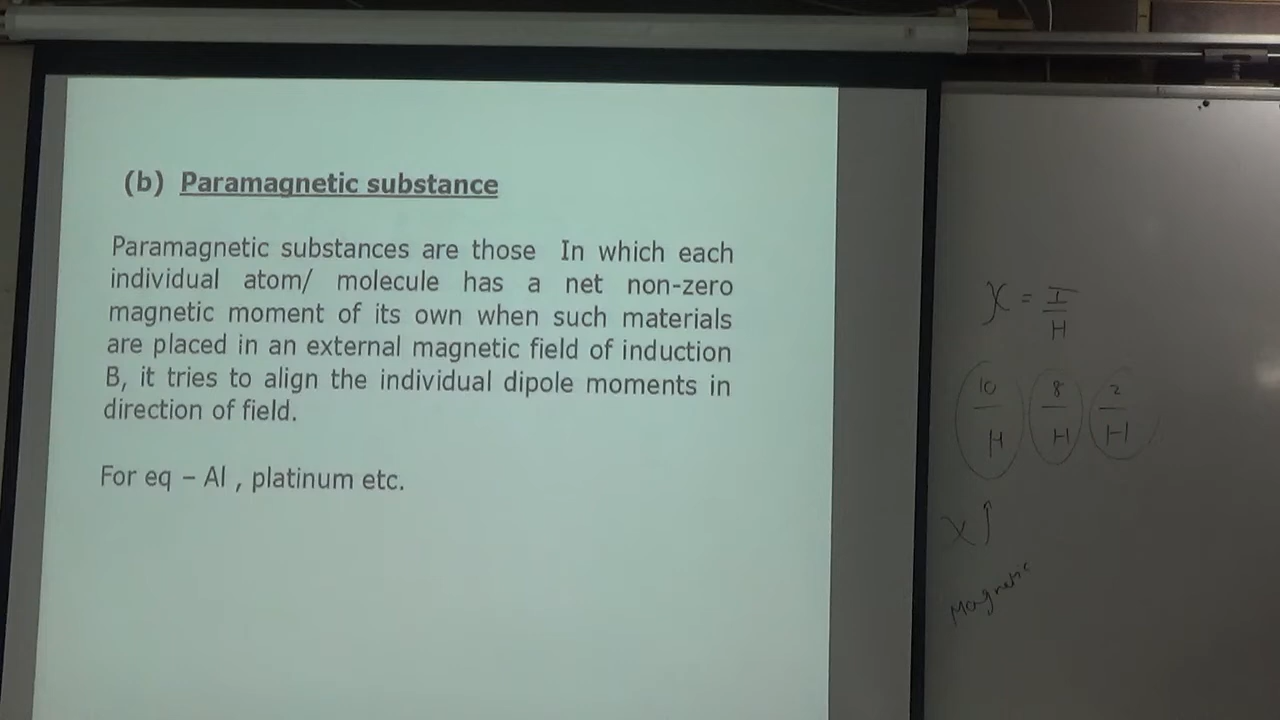 (b) Paramagnetic substance
Paramagnetic substances are those In which each
individual atom/ molecule has a net non-zero
magnetic moment of its own when such materials
are placed in an external magnetic field of induction
B, it tries to align the individual dipole moments in
direction of field.
For eq – Al , platinum etc.
χ = I/H
10/H 8/H 2/H
χ↑
Magnetic